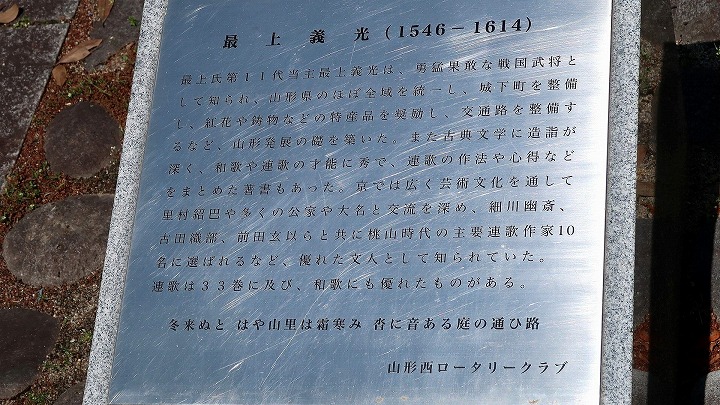 最上義光(1546－1614)
最上氏第11代当主最上義光は、勇猛果敢な戦国武将と
して知られ、山形県のほぼ全域を統一し、城下町を整備
し、紅花や鋳物などの特産品を奨励し、交通路を整備す
るなど、山形発展の礎を築いた。また古典文学に造詣が
深く、和歌や連歌の才能に秀で、連歌の作法や心得など
をまとめた著書もあった。京では広く芸術文化を通して
里村紹巴や多くの公家や大名と交流を深め、細川幽斎、
古田織部、前田玄以らと共に桃山時代の主要連歌作家10
名に選ばれるなど、優れた文人として知られていた。
連歌は33巻に及び、和歌にも優れたものがある。
冬来ぬと はや山里は霜寒み 沓に音ある庭の通ひ路
山形西ロータリークラブ